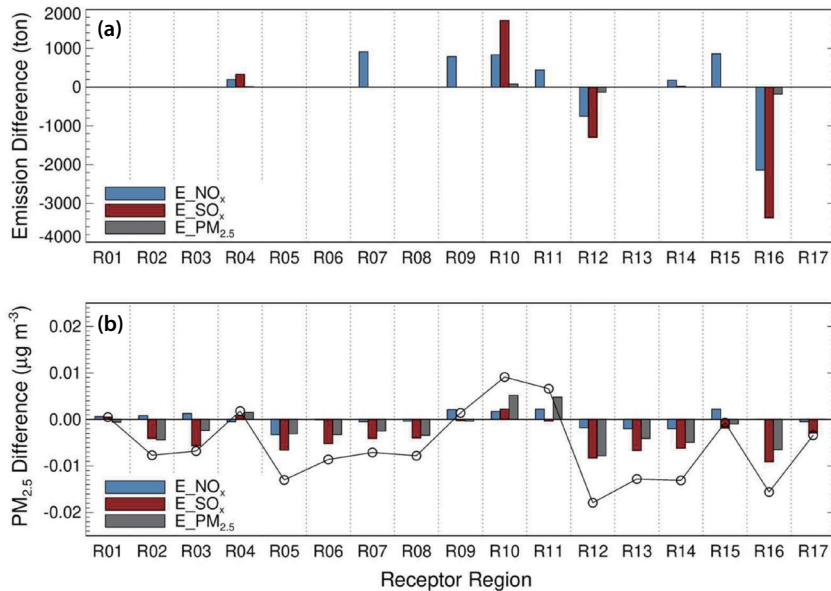 (a)
Emission Difference (ton)
2000
1000
0
-1000
-2000
-3000
-4000
E_NOₓ
E_SOₓ
E_PM₂.₅
R01 R02 R03 R04 R05 R06 R07 R08 R09 R10 R11 R12 R13 R14 R15 R16 R17
(b)
PM₂.₅ Difference (µg m⁻³)
0.02
0.01
0.00
-0.01
-0.02
E_NOₓ
E_SOₓ
E_PM₂.₅
R01 R02 R03 R04 R05 R06 R07 R08 R09 R10 R11 R12 R13 R14 R15 R16 R17
Receptor Region